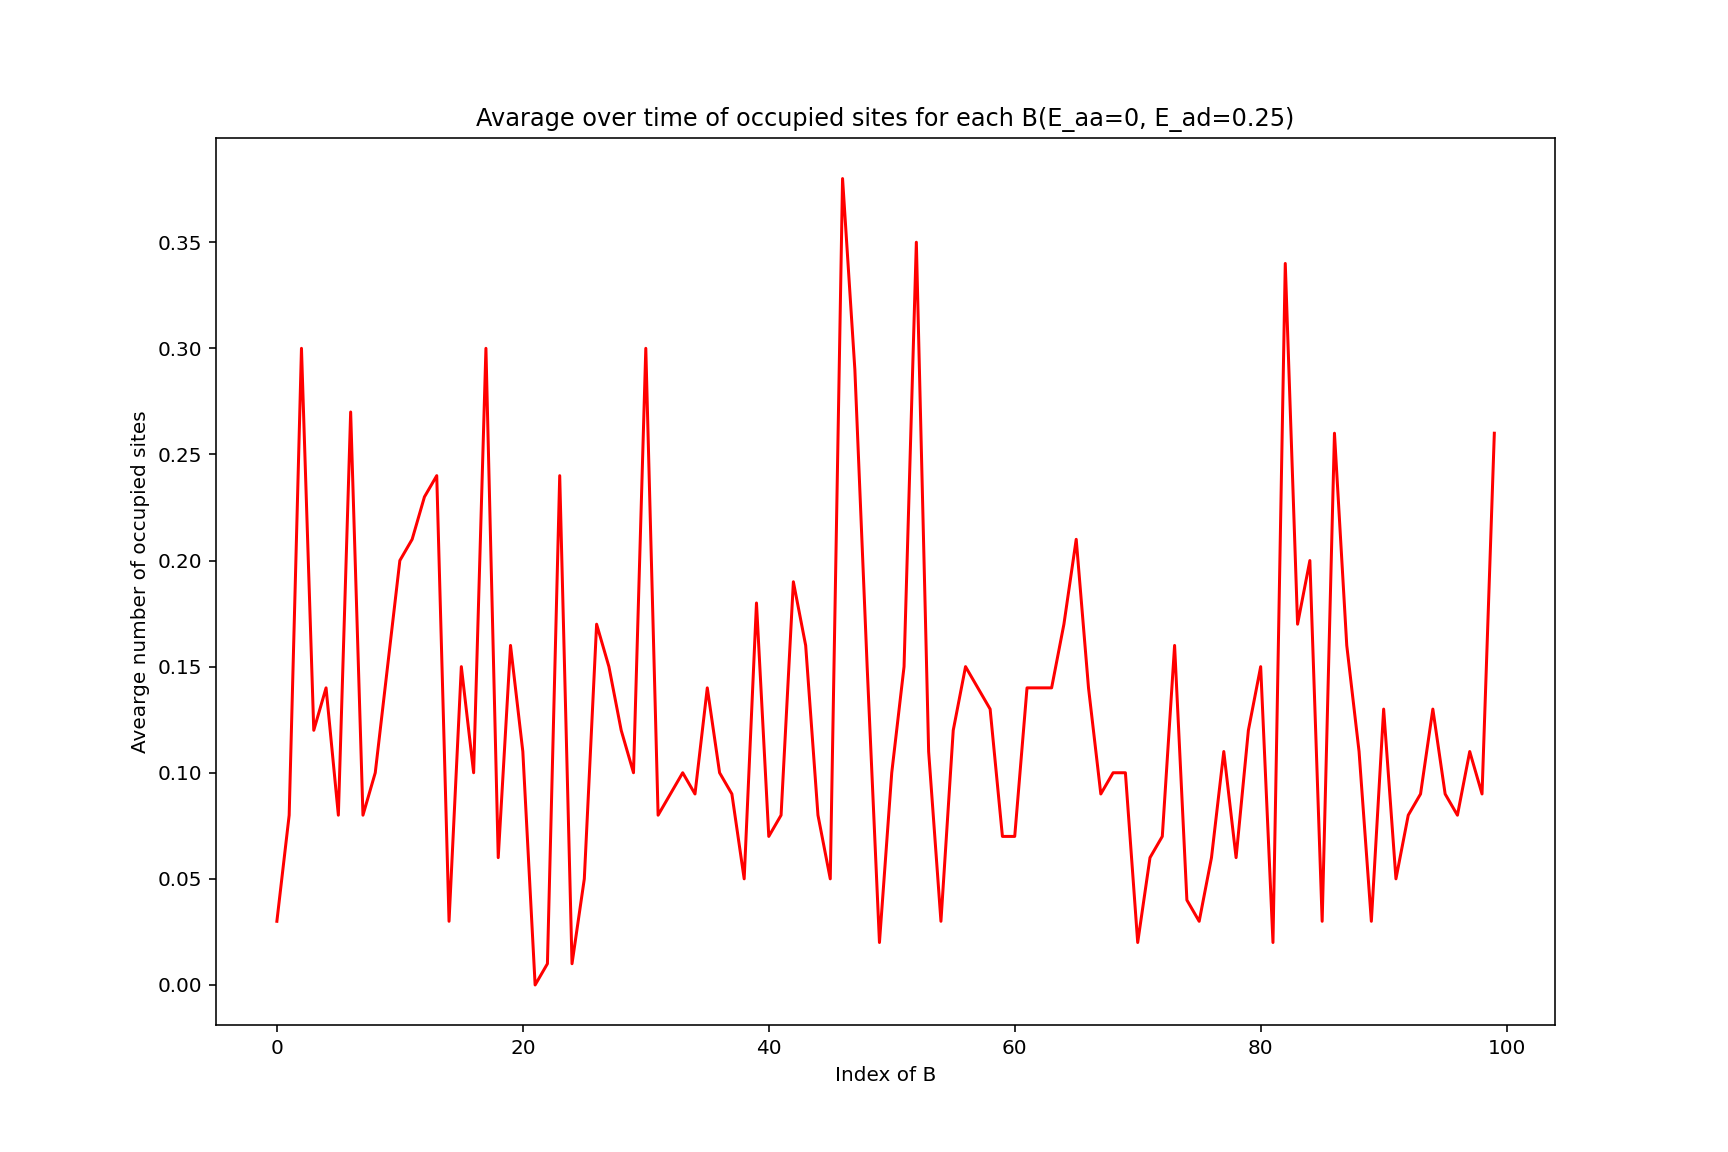 Avarage over time of occupied sites for each B(E_aa=0, E_ad=0.25)
Avearge number of occupied sites
0.35
0.30
0.25
0.20
0.15
0.10
0.05
0.00
0 20 40 60 80 100
Index of B